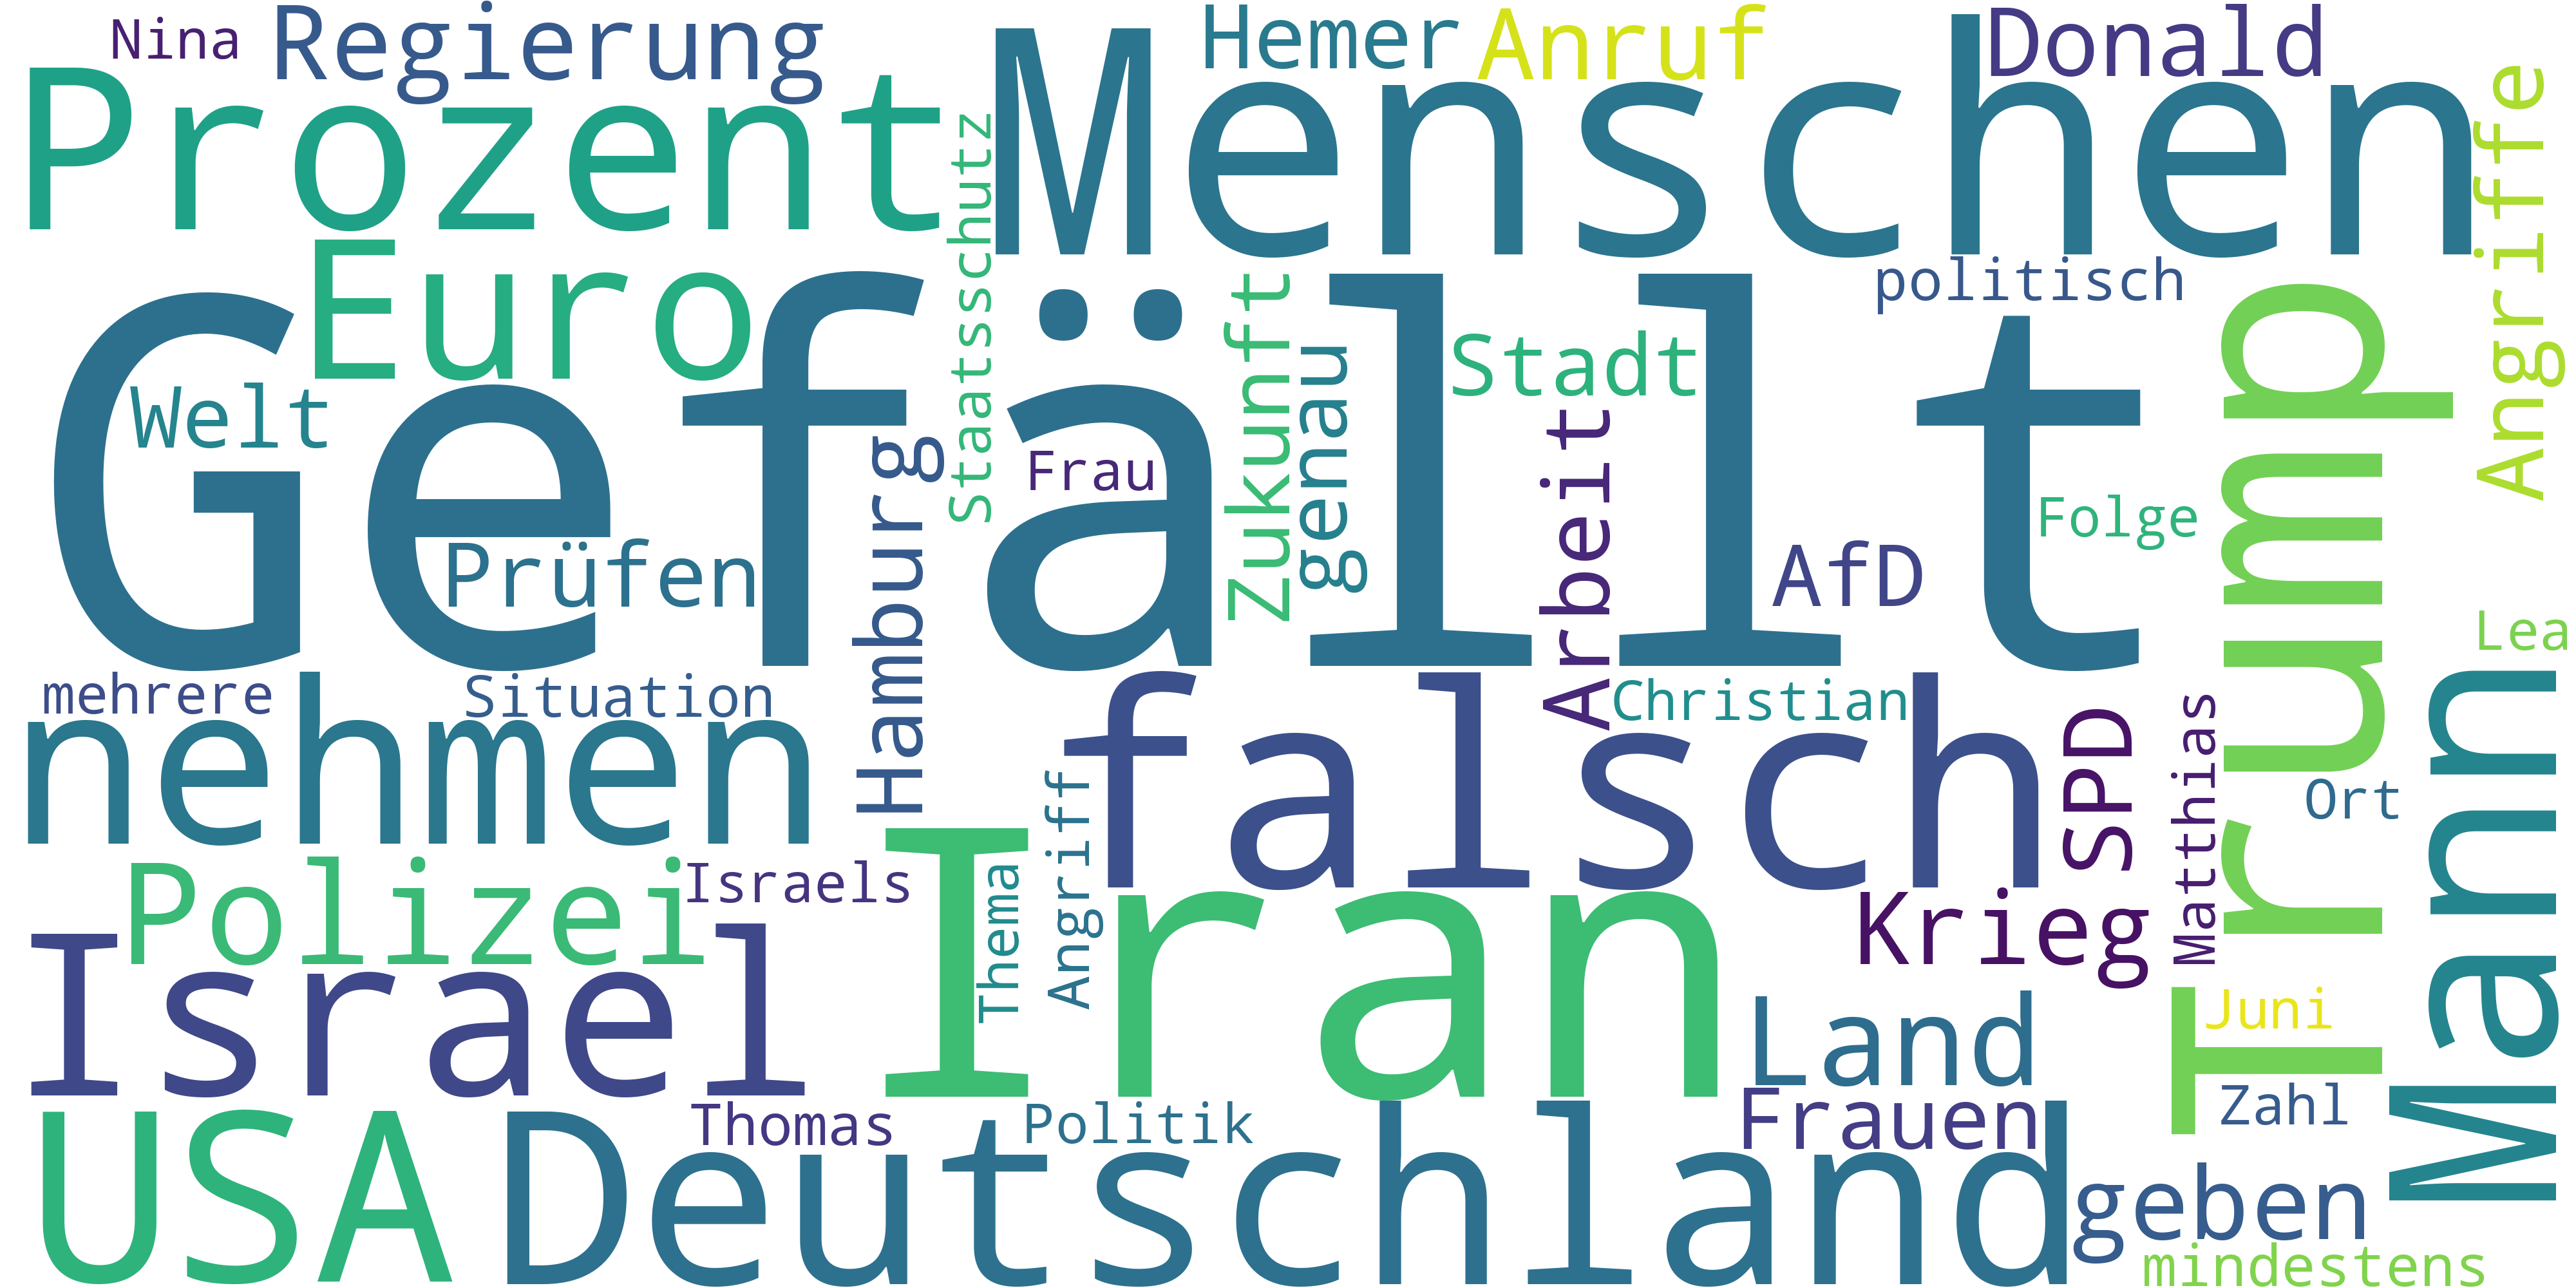 Nina
Regierung
Hemer
Anruf
Donald
Prozent
Menschen
Angriffe
Staatsschutz
Euro
Gefällt
politisch
Zukunft
genau
Stadt
Trump
Welt
Hamburg
Frau
Arbeit
Folge
Prüfen
AfD
Lea
mehrere
Situation
nehmen
falsch
Christian
SPD
Matthias
Ort
Mann
Polizei
Israels
Thema
Angriff
Iran
Krieg
Israel
Land
Juni
Zahl
USA
Deutschland
Thomas
Politik
Frauen
geben
mindestens